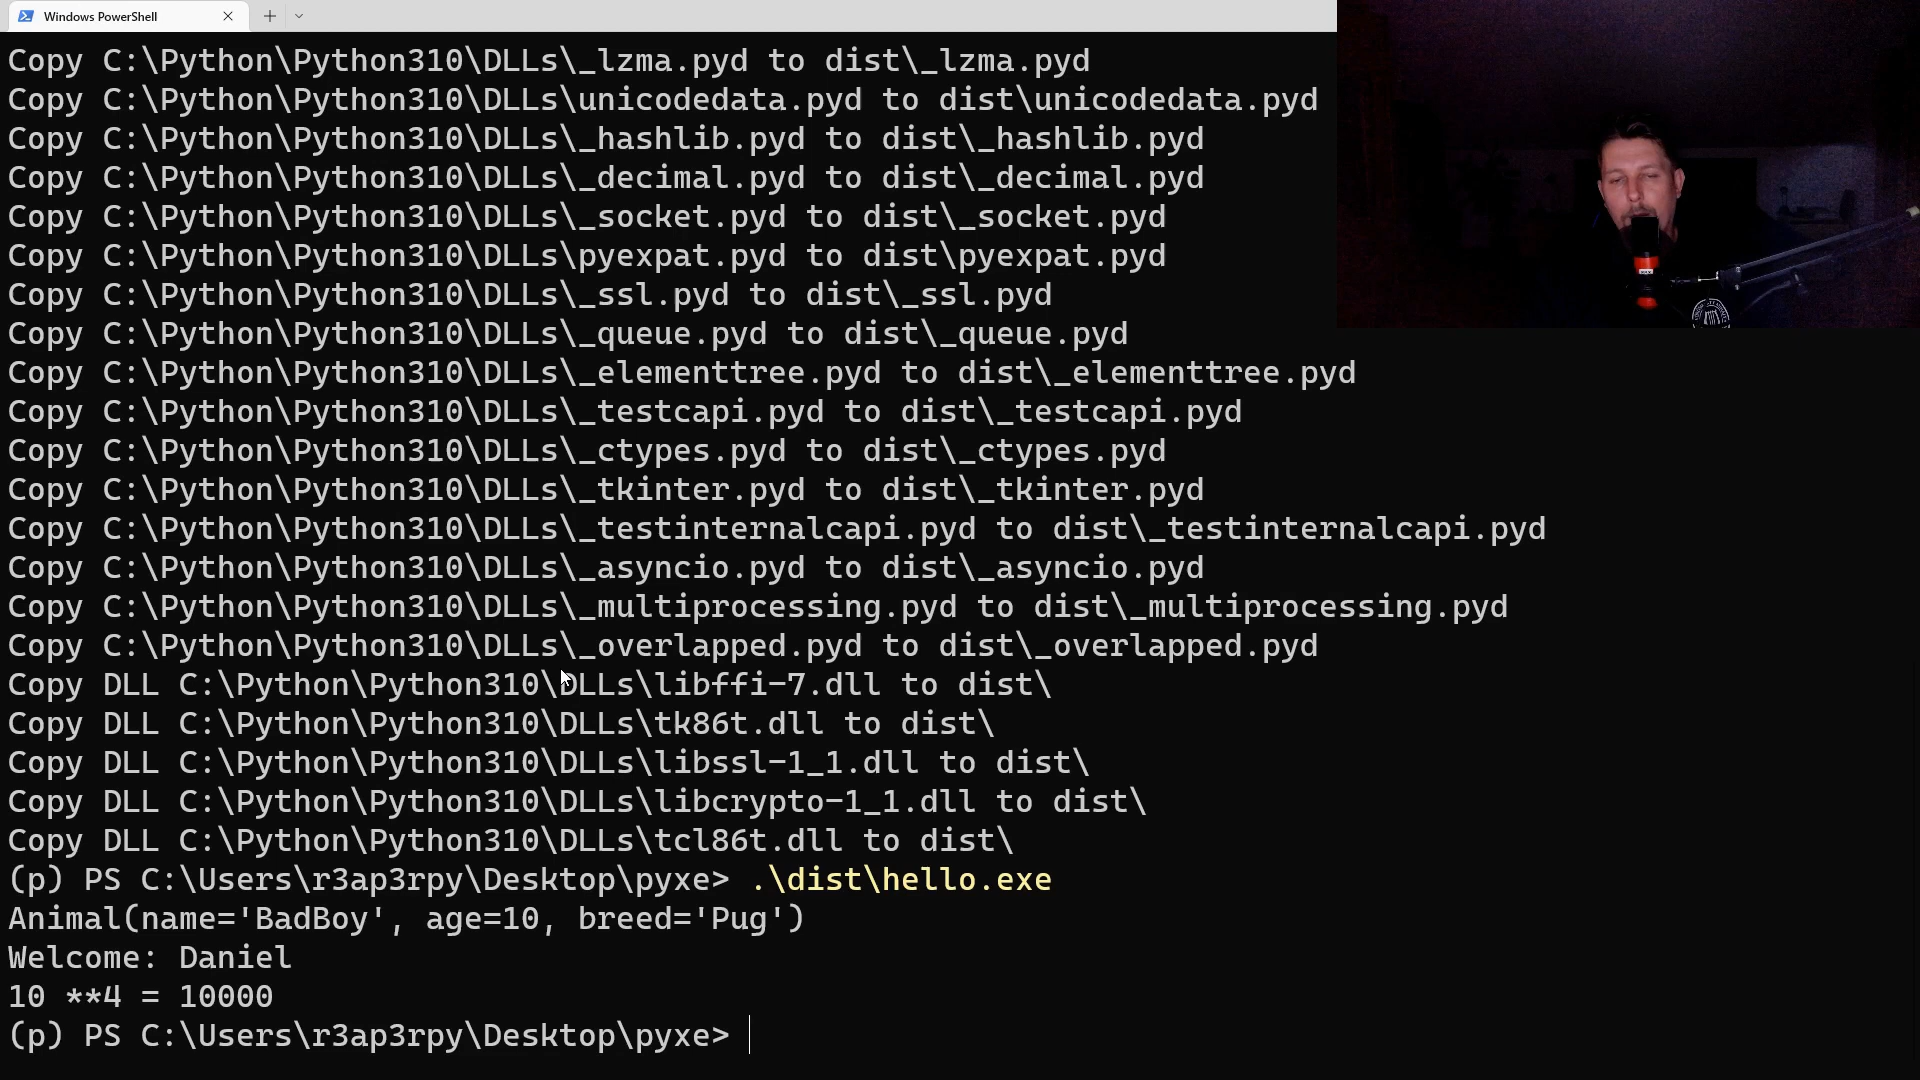 Windows PowerShell
Copy C:\Python\Python310\DLLs\_lzma.pyd to dist\_lzma.pyd
Copy C:\Python\Python310\DLLs\unicodedata.pyd to dist\unicodedata.pyd
Copy C:\Python\Python310\DLLs\_hashlib.pyd to dist\_hashlib.pyd
Copy C:\Python\Python310\DLLs\_decimal.pyd to dist\_decimal.pyd
Copy C:\Python\Python310\DLLs\_socket.pyd to dist\_socket.pyd
Copy C:\Python\Python310\DLLs\pyexpat.pyd to dist\pyexpat.pyd
Copy C:\Python\Python310\DLLs\_ssl.pyd to dist\_ssl.pyd
Copy C:\Python\Python310\DLLs\_queue.pyd to dist\_queue.pyd
Copy C:\Python\Python310\DLLs\_elementtree.pyd to dist\_elementtree.pyd
Copy C:\Python\Python310\DLLs\_testcapi.pyd to dist\_testcapi.pyd
Copy C:\Python\Python310\DLLs\_ctypes.pyd to dist\_ctypes.pyd
Copy C:\Python\Python310\DLLs\_tkinter.pyd to dist\_tkinter.pyd
Copy C:\Python\Python310\DLLs\_testinternalcapi.pyd to dist\_testinternalcapi.pyd
Copy C:\Python\Python310\DLLs\_asyncio.pyd to dist\_asyncio.pyd
Copy C:\Python\Python310\DLLs\_multiprocessing.pyd to dist\_multiprocessing.pyd
Copy C:\Python\Python310\DLLs\_overlapped.pyd to dist\_overlapped.pyd
Copy DLL C:\Python\Python310\DLLs\libffi-7.dll to dist\
Copy DLL C:\Python\Python310\DLLs\tk86t.dll to dist\
Copy DLL C:\Python\Python310\DLLs\libssl-1_1.dll to dist\
Copy DLL C:\Python\Python310\DLLs\libcrypto-1_1.dll to dist\
Copy DLL C:\Python\Python310\DLLs\tcl86t.dll to dist\
(p) PS C:\Users\r3ap3rpy\Desktop\pyxe> .\dist\hello.exe
Animal(name='BadBoy', age=10, breed='Pug')
Welcome: Daniel
10 **4 = 10000
(p) PS C:\Users\r3ap3rpy\Desktop\pyxe>